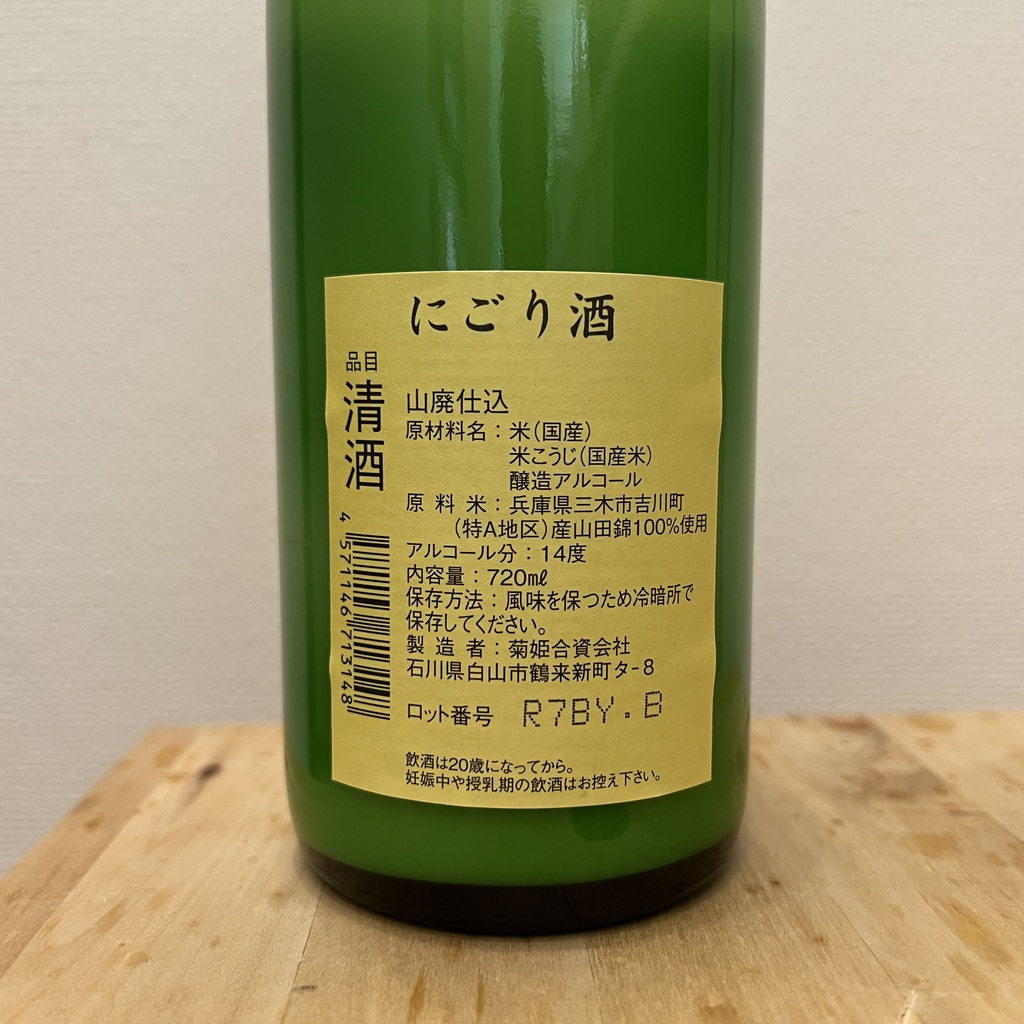 にごり酒
品目
清酒
山廃仕込
原材料名：米（国産）
米こうじ（国産米）
醸造アルコール
原料米：兵庫県三木市吉川町
（特A地区）産山田錦100%使用
アルコール分：14度
内容量：720㎖
保存方法：風味を保つため冷暗所で
保存してください。
製造者：菊姫合資会社
石川県白山市鶴来新町タ-8
ロット番号 R7BY.B
飲酒は20歳になってから。
妊娠中や授乳期の飲酒はお控え下さい。
4 571146 713148